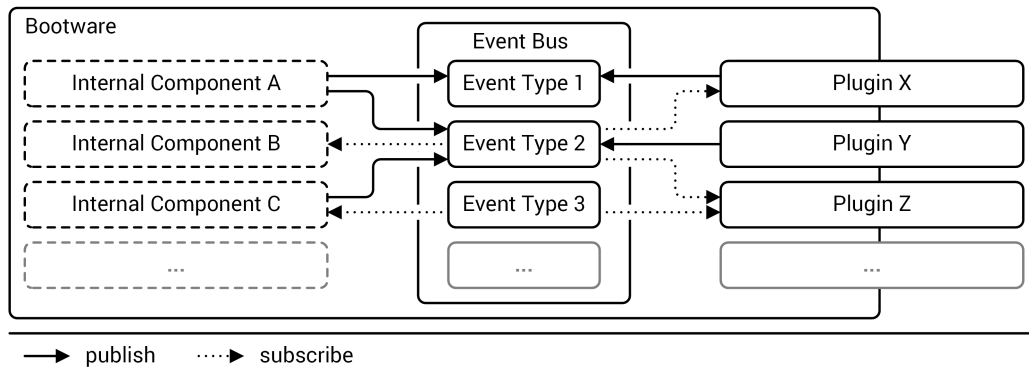 Bootware
Event Bus
Internal Component A
Event Type 1
Plugin X
Internal Component B
Event Type 2
Plugin Y
Internal Component C
Event Type 3
Plugin Z
...
...
...
publish
subscribe